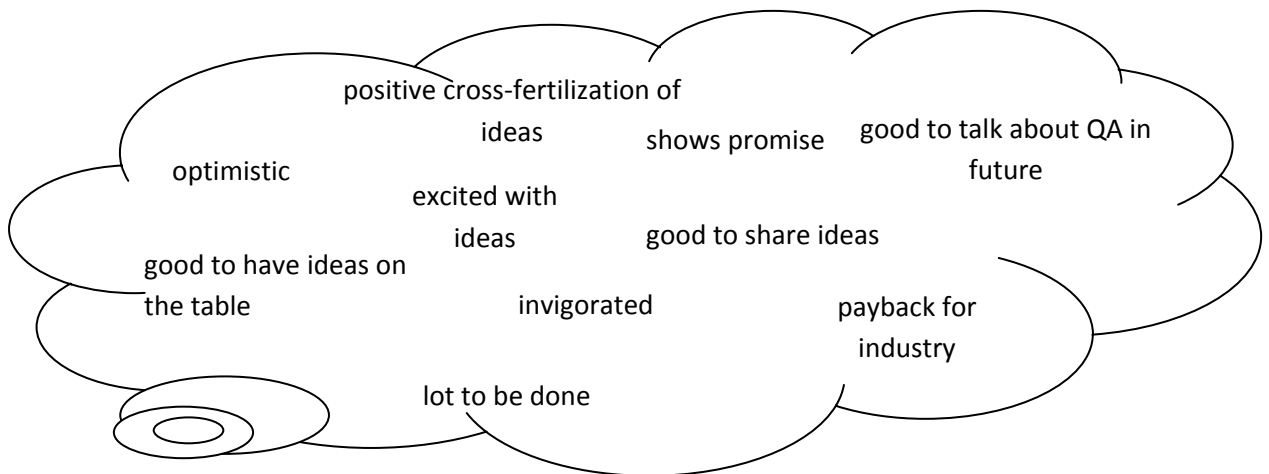 positive cross-fertilization of
ideas
shows promise
good to talk about QA in
future
optimistic
excited with
ideas
good to share ideas
good to have ideas on
the table
invigorated
payback for
industry
lot to be done